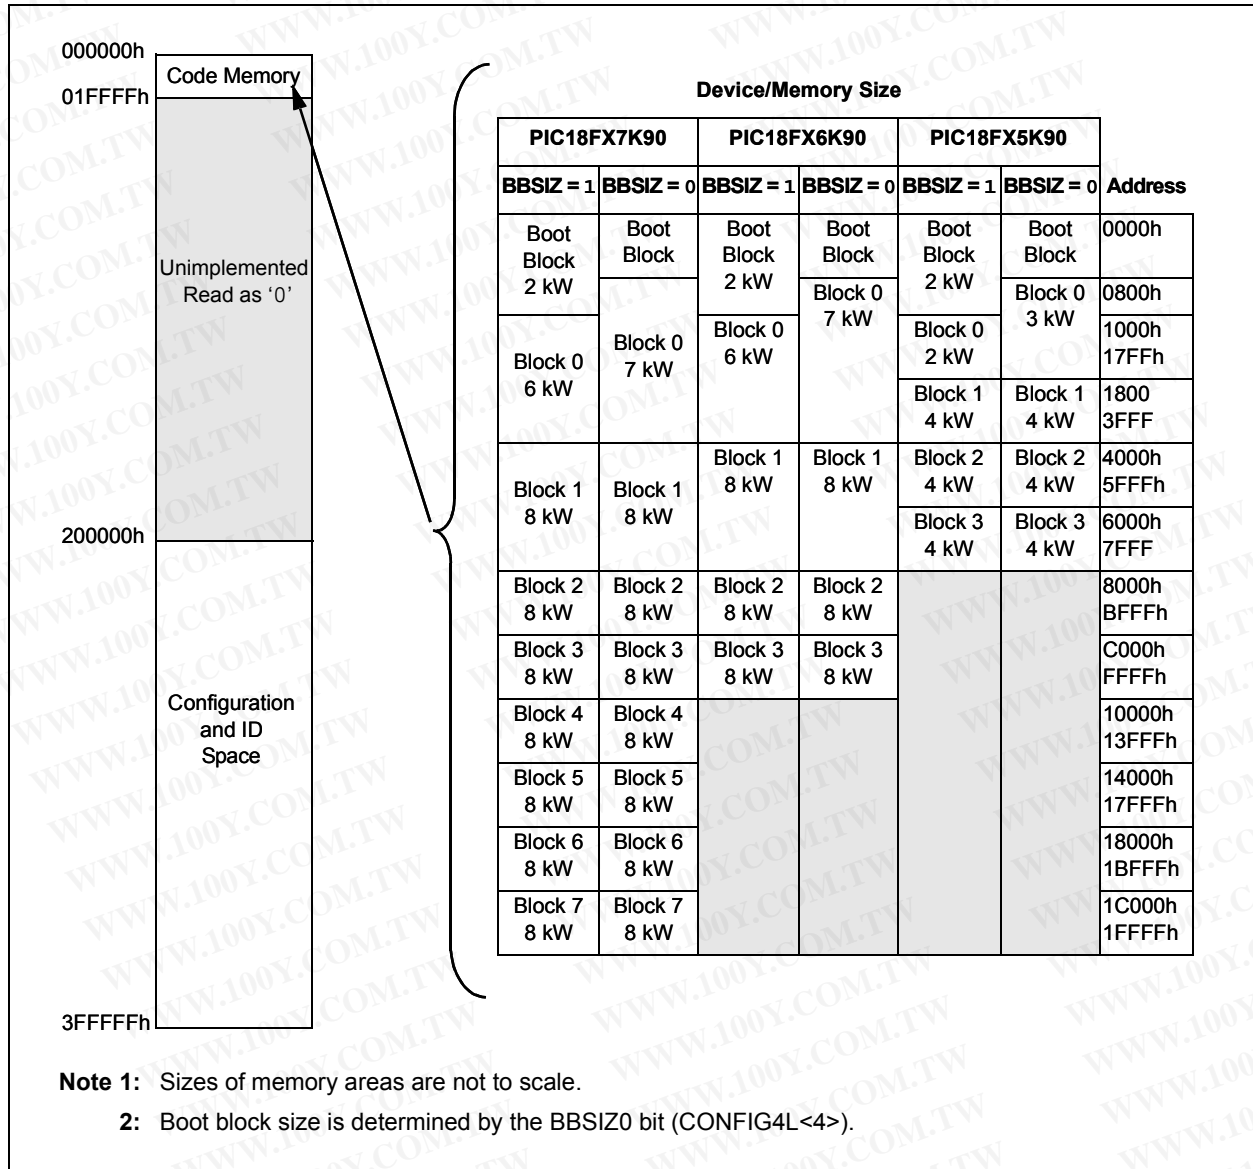 000000h
Code Memory
01FFFFh
Unimplemented
Read as ‘0’
200000h
Configuration
and ID
Space
3FFFFFh
Device/Memory Size
PIC18FX7K90 PIC18FX6K90 PIC18FX5K90
BBSIZ = 1 BBSIZ = 0 BBSIZ = 1 BBSIZ = 0 BBSIZ = 1 BBSIZ = 0 Address
Boot Boot Boot Boot Boot Boot 0000h
Block Block Block Block Block Block
2 kW 2 kW Block 0 2 kW Block 0 0800h
7 kW 3 kW
Block 0 Block 0 Block 0 1000h
Block 0 7 kW 6 kW 2 kW 17FFh
6 kW Block 1 Block 1 1800
4 kW 4 kW 3FFF
Block 1 Block 1 Block 2 Block 2 4000h
Block 1 Block 1 8 kW 8 kW 4 kW 4 kW 5FFFh
8 kW 8 kW Block 3 Block 3 6000h
4 kW 4 kW 7FFF
Block 2 Block 2 Block 2 Block 2 8000h
8 kW 8 kW 8 kW 8 kW BFFFh
Block 3 Block 3 Block 3 Block 3 C000h
8 kW 8 kW 8 kW 8 kW FFFFh
Block 4 Block 4 10000h
8 kW 8 kW 13FFFh
Block 5 Block 5 14000h
8 kW 8 kW 17FFFh
Block 6 Block 6 18000h
8 kW 8 kW 1BFFFh
Block 7 Block 7 1C000h
8 kW 8 kW 1FFFFh
Note 1: Sizes of memory areas are not to scale.
2: Boot block size is determined by the BBSIZ0 bit (CONFIG4L<4>).
WWW.100Y.COM.TW